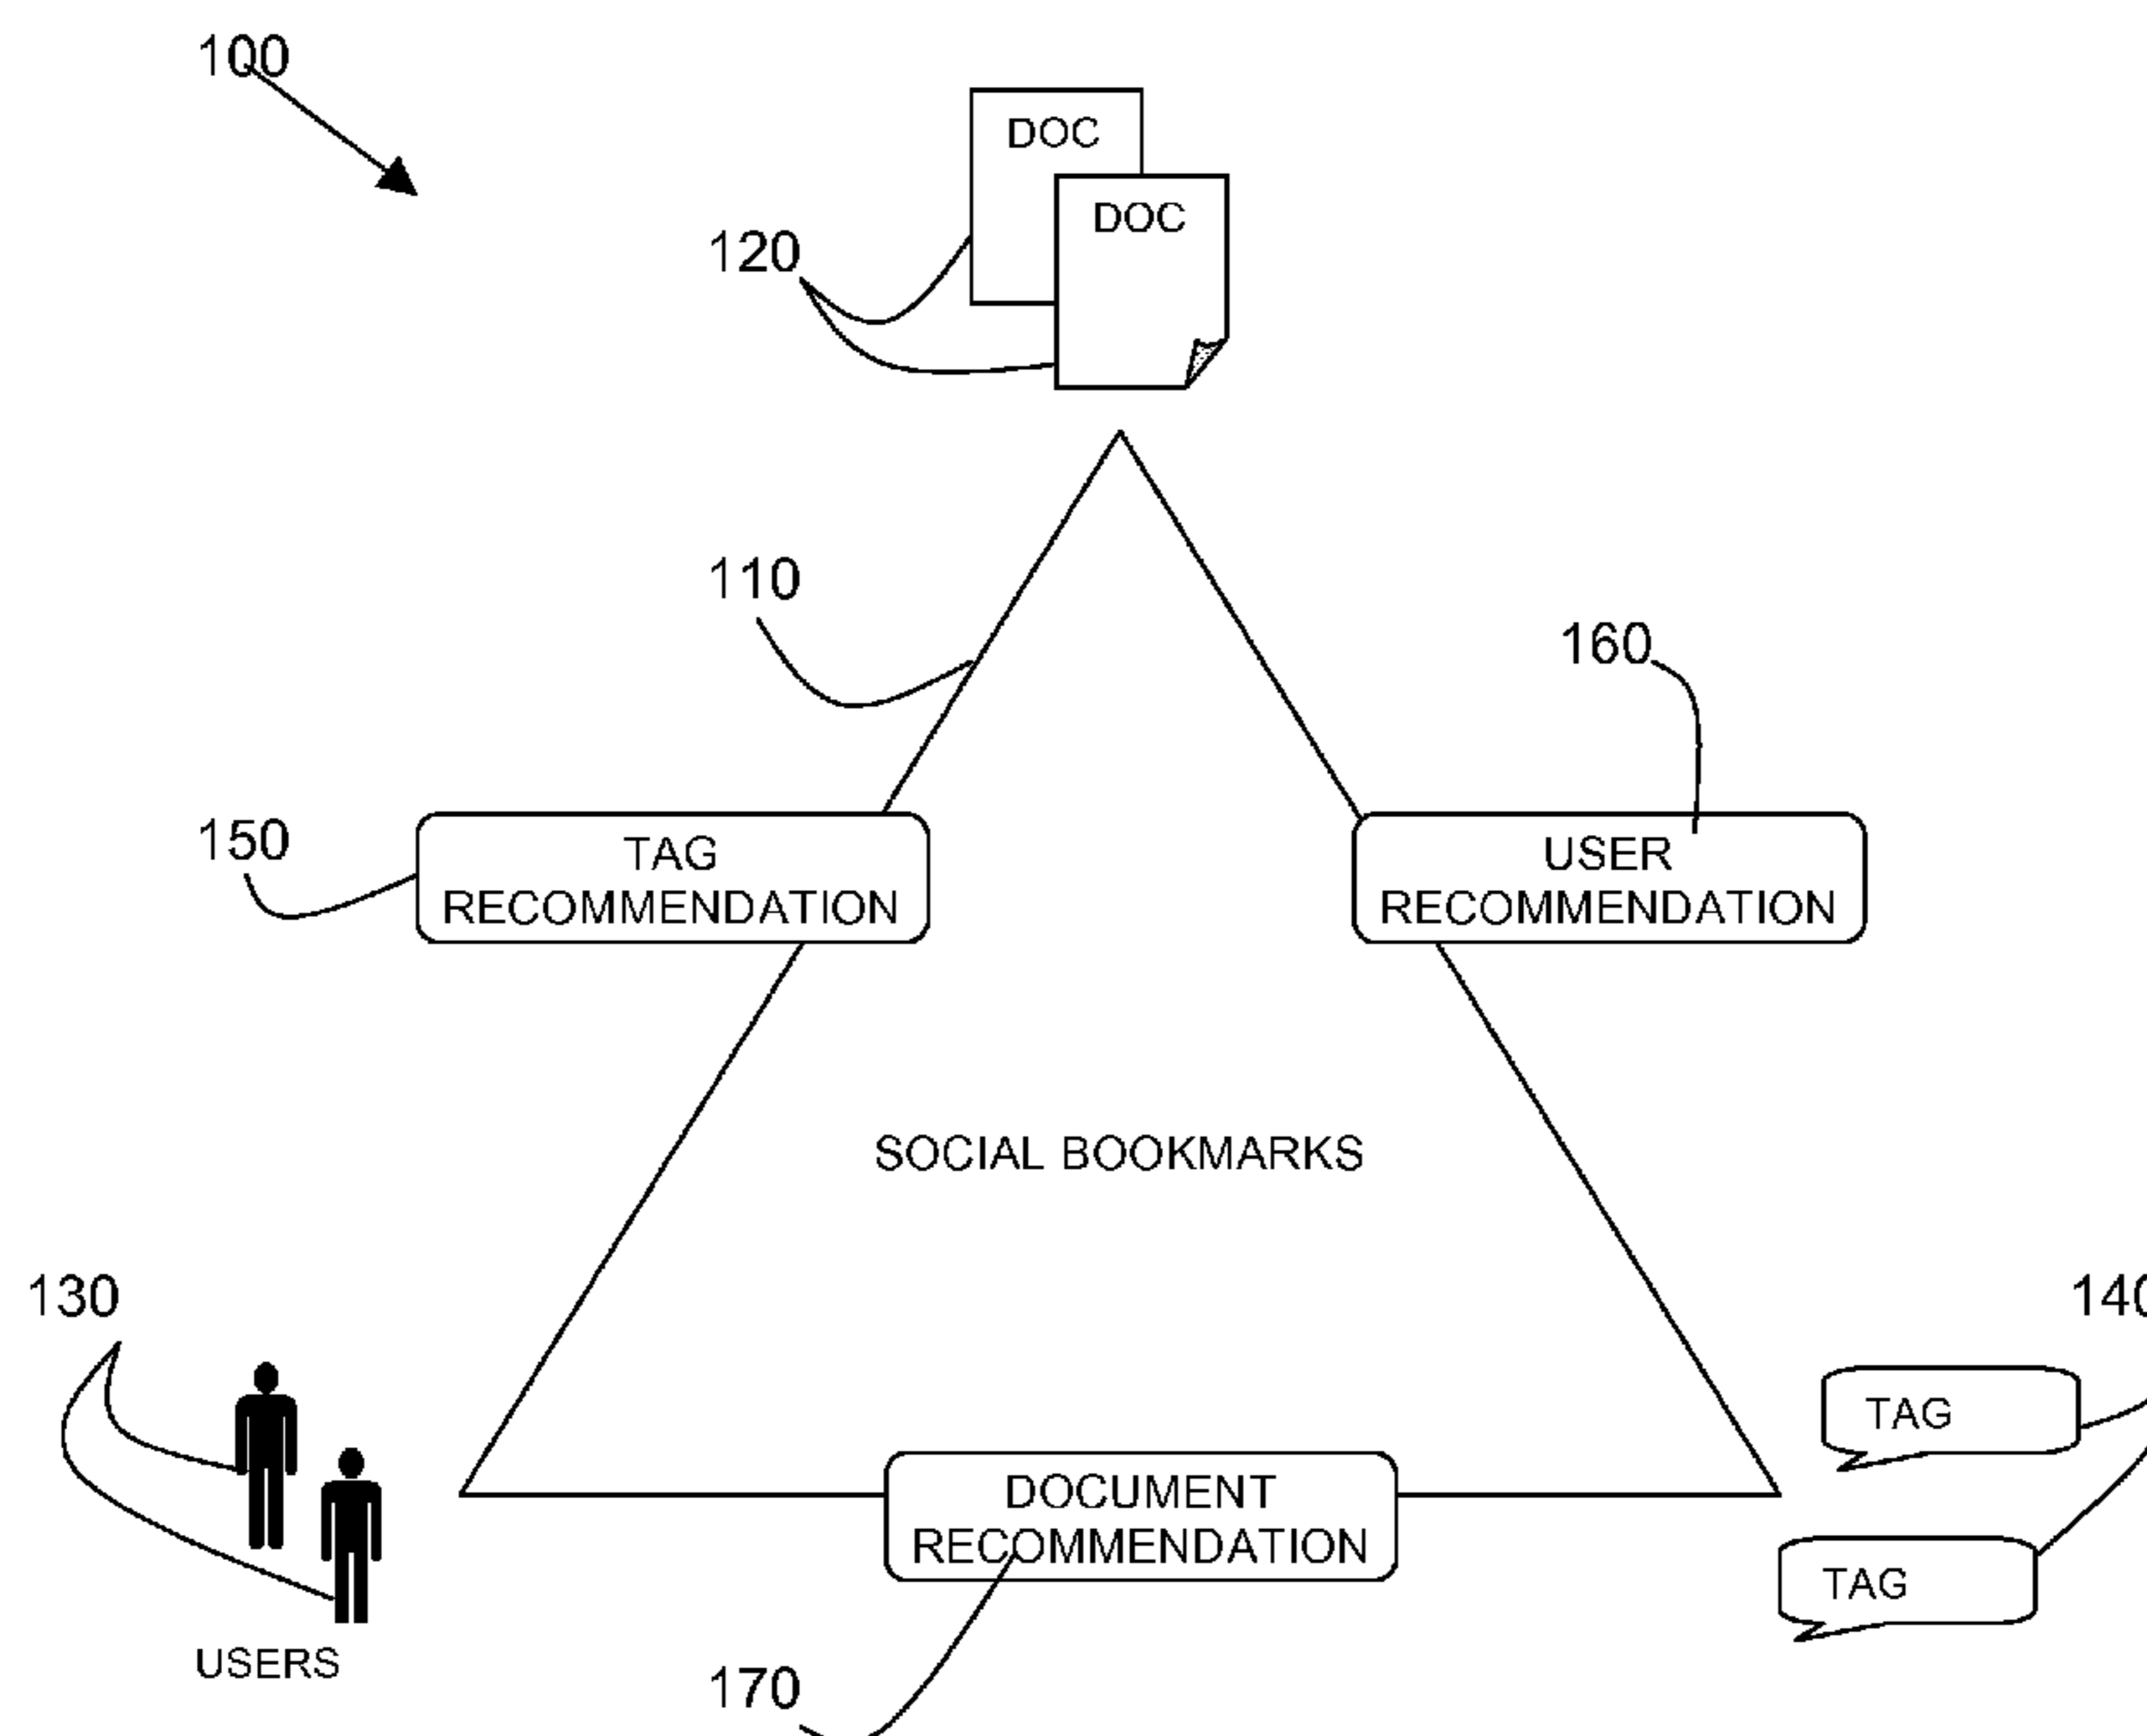 100
DOC
DOC
120
110
160
150
TAG
RECOMMENDATION
USER
RECOMMENDATION
SOCIAL BOOKMARKS
130
140
TAG
DOCUMENT
RECOMMENDATION
TAG
USERS
170